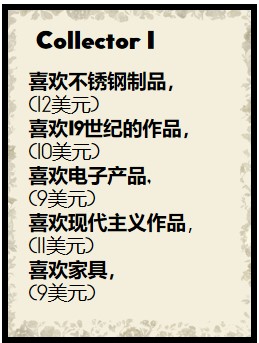 Collector 1
喜欢不锈钢制品，
(12美元)
喜欢19世纪的作品，
(10美元)
喜欢电子产品、
(9美元)
喜欢现代主义作品，
(11美元)
喜欢家具，
(9美元)